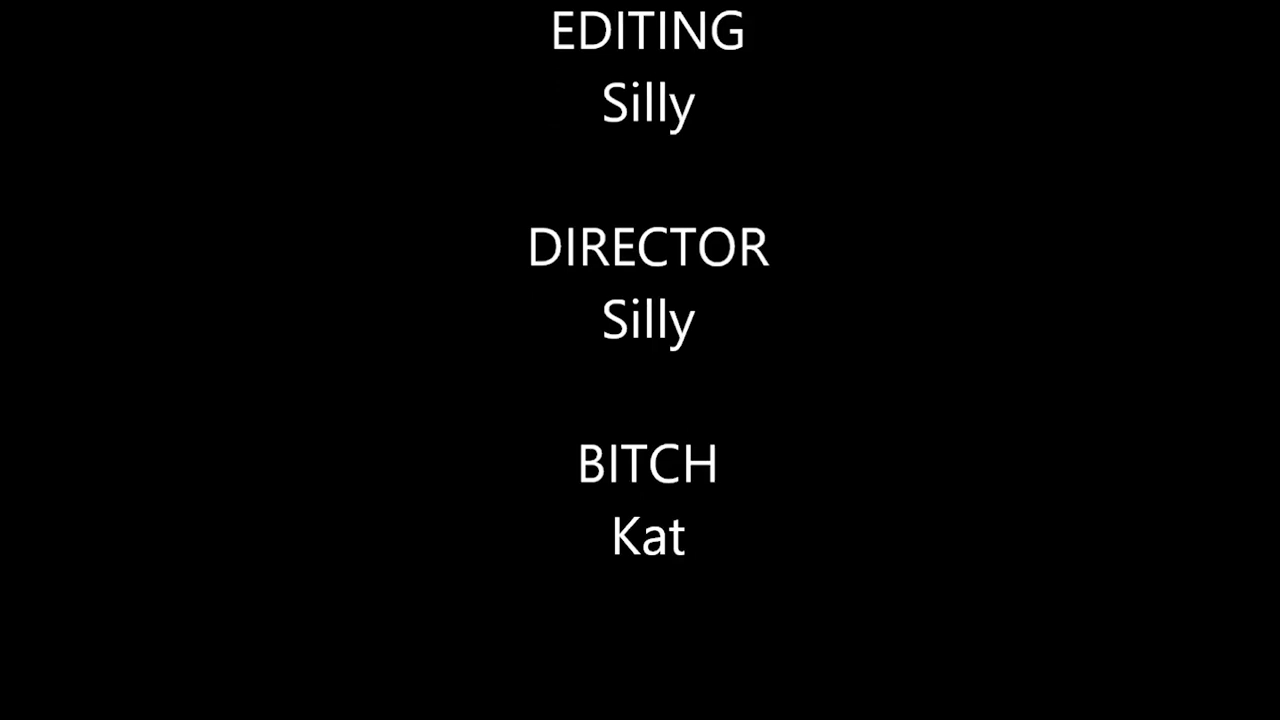 EDITING
Silly
DIRECTOR
Silly
BITCH
Kat